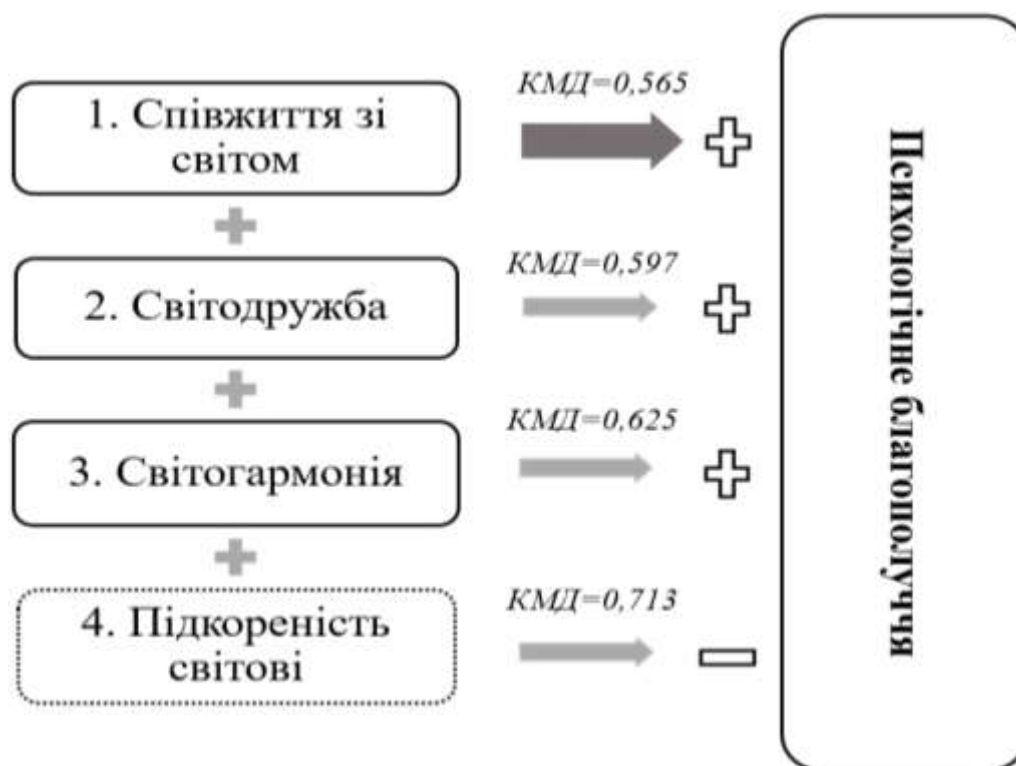 КМД=0,565
1. Співжиття зі
світом
КМД=0,597
2. Світодружба
КМД=0,625
3. Світогармонія
КМД=0,713
4. Підкореність
світові
Психологічне благополуччя